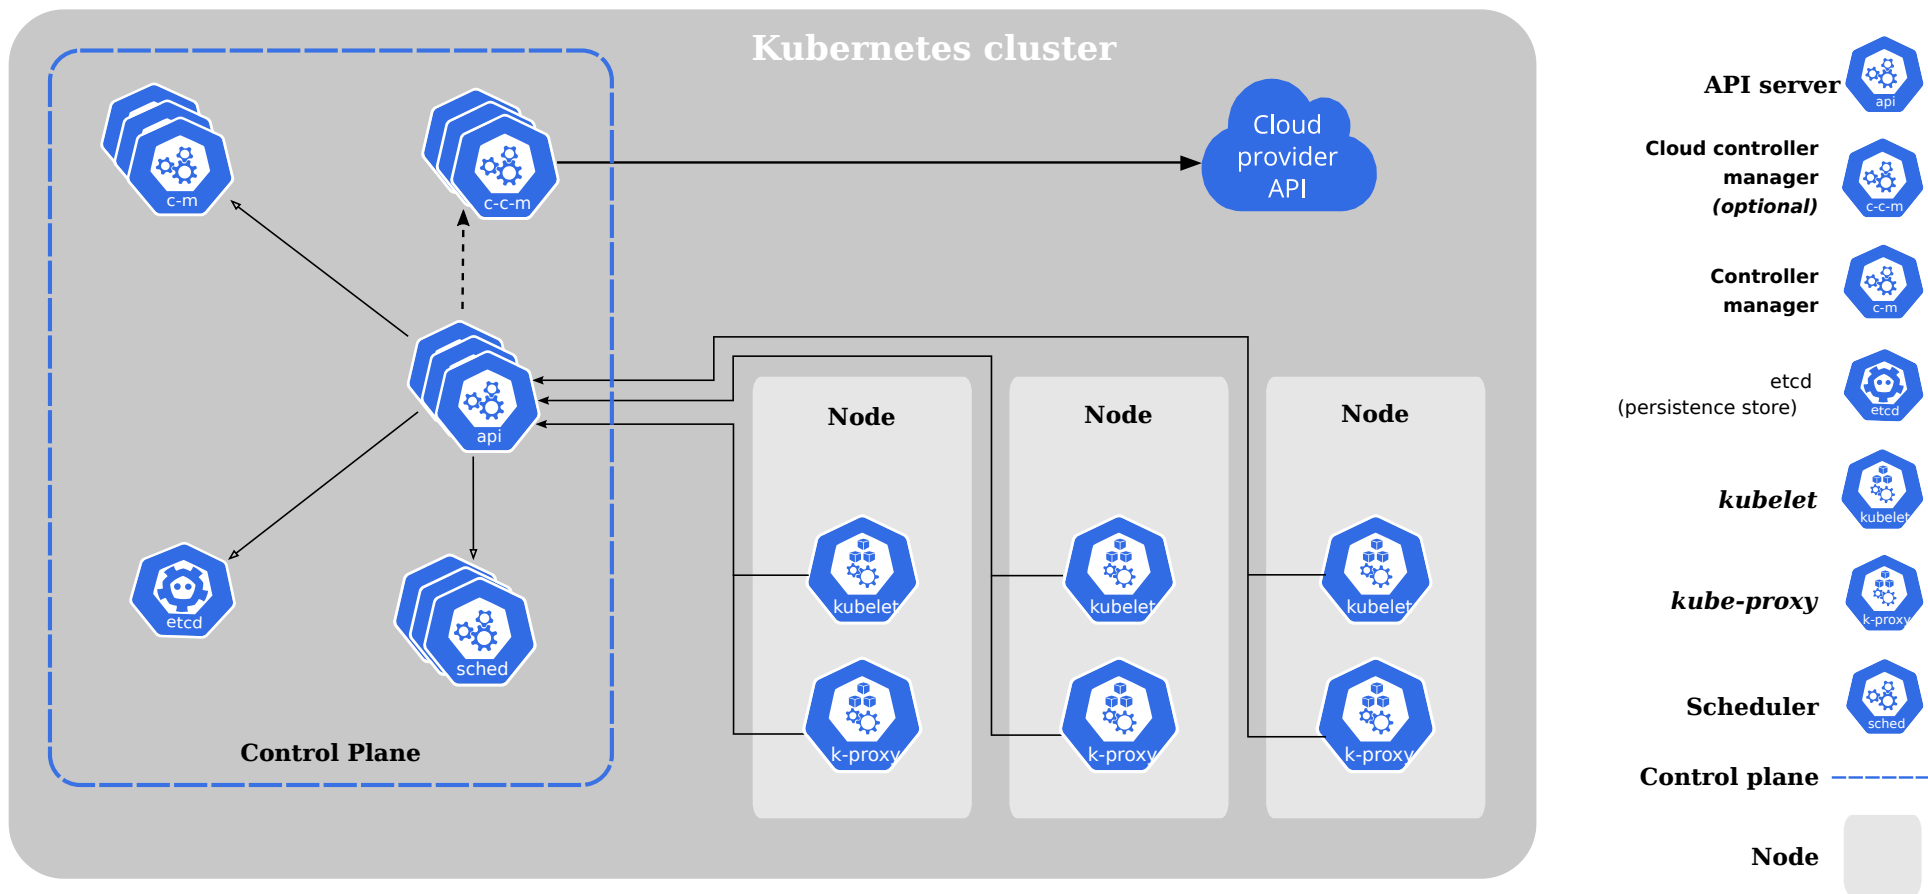 Kubernetes cluster
c-m
c-c-m
Cloud
provider
API
api
etcd
sched
Control Plane
Node
kubelet
k-proxy
Node
kubelet
k-proxy
Node
kubelet
k-proxy
API server
api
Cloud controller
manager
(optional)
c-c-m
Controller
manager
c-m
etcd
(persistence store)
etcd
kubelet
kubelet
kube-proxy
k-proxy
Scheduler
sched
Control plane
Node